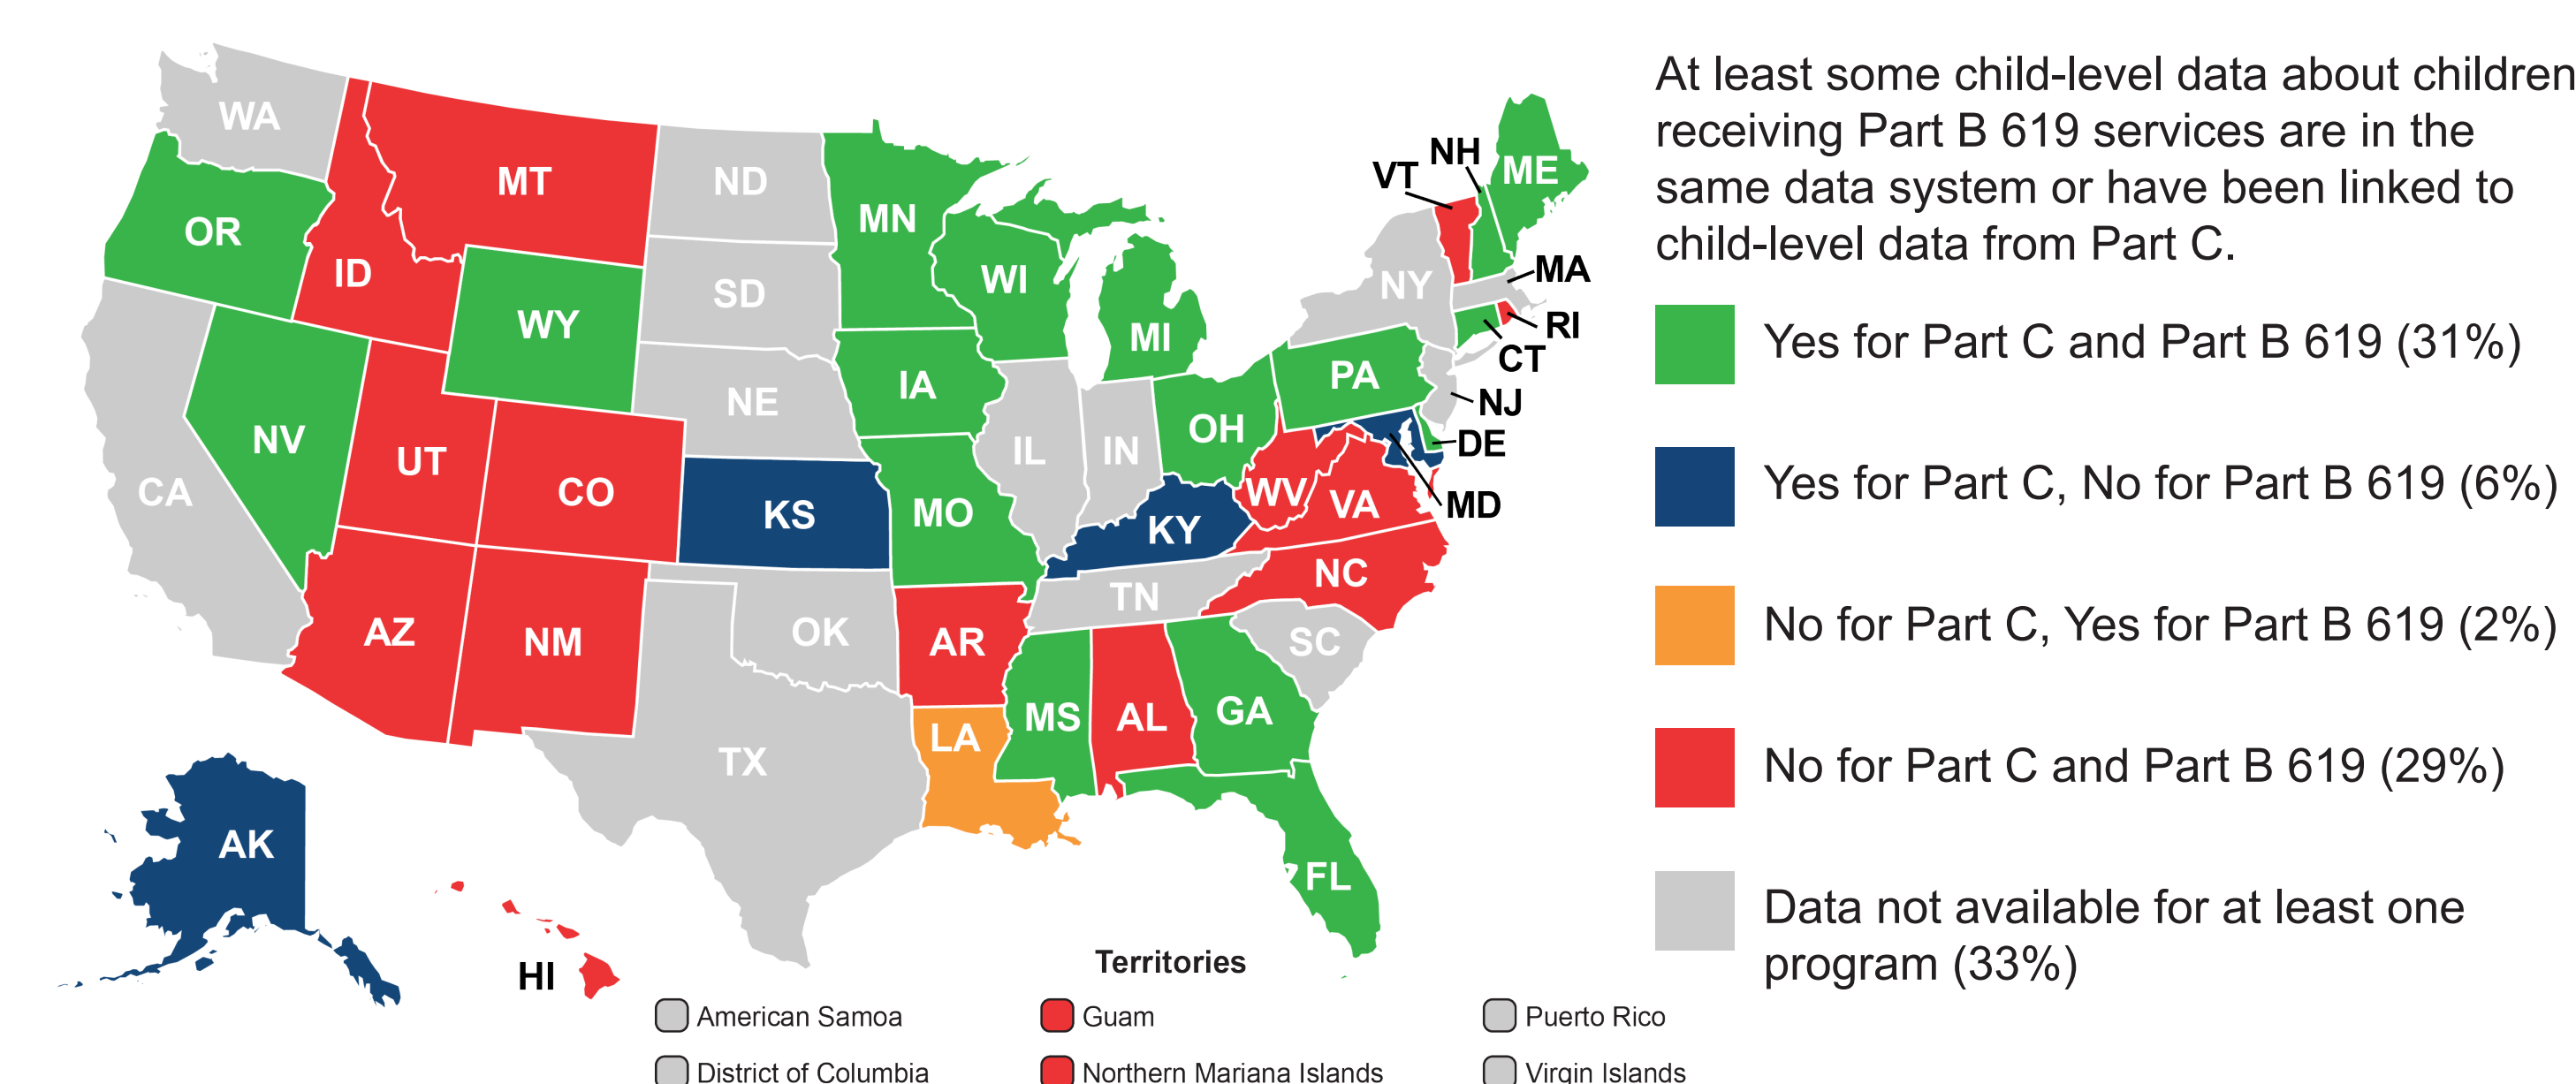 At least some child-level data about children
receiving Part B 619 services are in the
same data system or have been linked to
child-level data from Part C.
Yes for Part C and Part B 619 (31%)
Yes for Part C, No for Part B 619 (6%)
No for Part C, Yes for Part B 619 (2%)
No for Part C and Part B 619 (29%)
Data not available for at least one
program (33%)
WA
MT
ND
MN
VT
NH
ME
OR
ID
SD
WI
NY
MA
WY
MI
RI
CT
NE
IA
PA
NJ
NV
UT
CO
IL
IN
OH
DE
CA
KS
MO
KY
WV
VA
MD
AZ
NM
OK
AR
TN
NC
SC
TX
LA
MS
AL
GA
AK
FL
HI
Territories
American Samoa
Guam
Puerto Rico
District of Columbia
Northern Mariana Islands
Virgin Islands